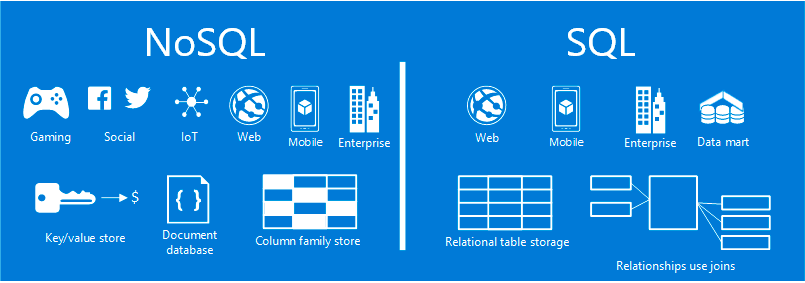 NoSQL
SQL
Gaming
Social
IoT
Web
Mobile
Enterprise
Web
Mobile
Enterprise
Data mart
$
{ }
Key/value store
Document
database
Column family store
Relational table storage
Relationships use joins